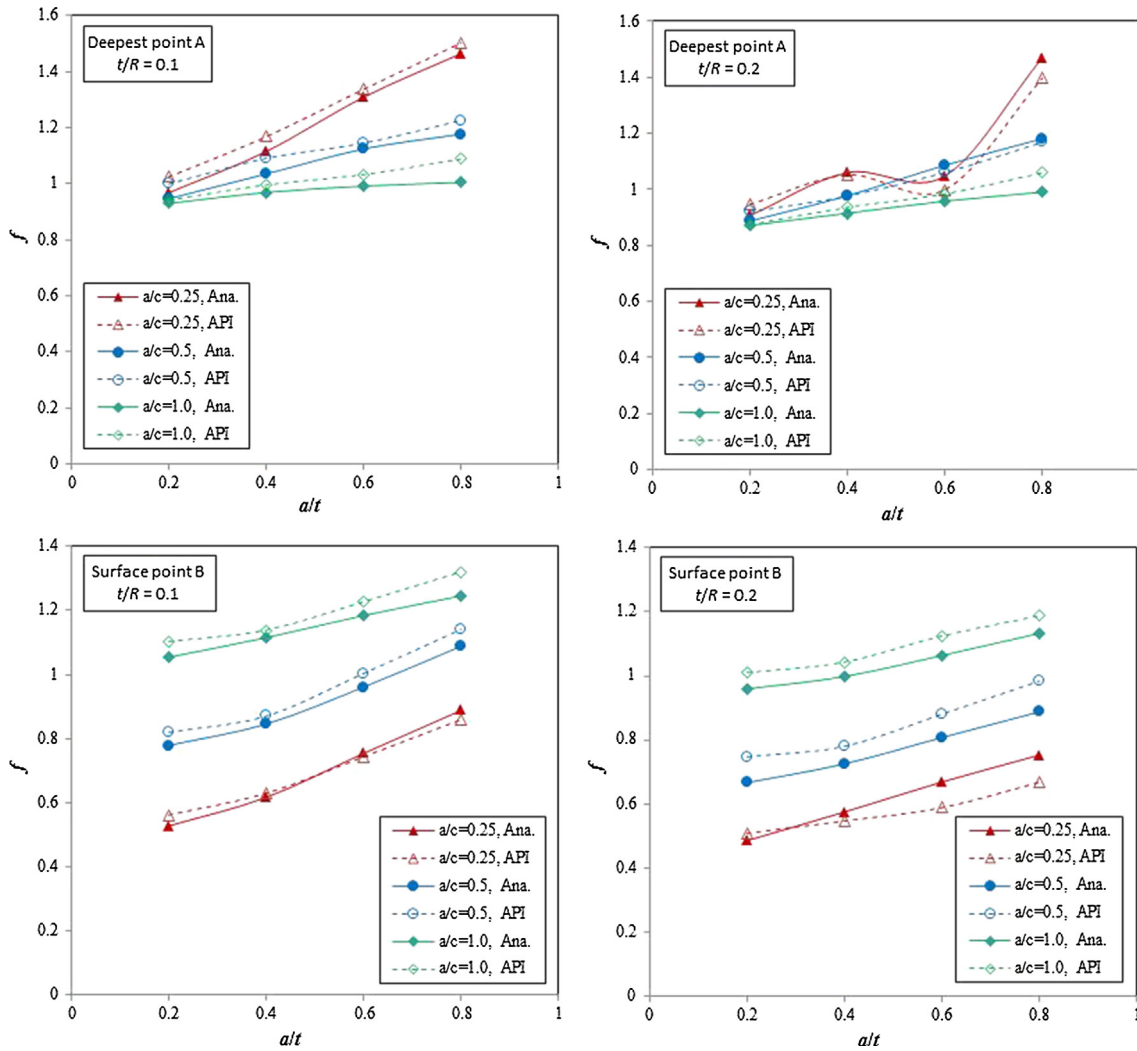 f
1.6
1.4
1.2
1
0.8
0.6
0.4
0.2
0
Deepest point A
t/R = 0.1
a/c=0.25, Ana.
a/c=0.25, API
a/c=0.5, Ana.
a/c=0.5, API
a/c=1.0, Ana.
a/c=1.0, API
0 0.2 0.4 0.6 0.8 1
a/t
f
1.6
1.4
1.2
1
0.8
0.6
0.4
0.2
0
Deepest point A
t/R = 0.2
a/c=0.25, Ana.
a/c=0.25, API
a/c=0.5, Ana.
a/c=0.5, API
a/c=1.0, Ana.
a/c=1.0, API
0 0.2 0.4 0.6 0.8 1
a/t
f
1.4
1.2
1
0.8
0.6
0.4
0.2
0
Surface point B
t/R = 0.1
a/c=0.25, Ana.
a/c=0.25, API
a/c=0.5, Ana.
a/c=0.5, API
a/c=1.0, Ana.
a/c=1.0, API
0 0.2 0.4 0.6 0.8 1
a/t
f
1.4
1.2
1
0.8
0.6
0.4
0.2
0
Surface point B
t/R = 0.2
a/c=0.25, Ana.
a/c=0.25, API
a/c=0.5, Ana.
a/c=0.5, API
a/c=1.0, Ana.
a/c=1.0, API
0 0.2 0.4 0.6 0.8 1
a/t